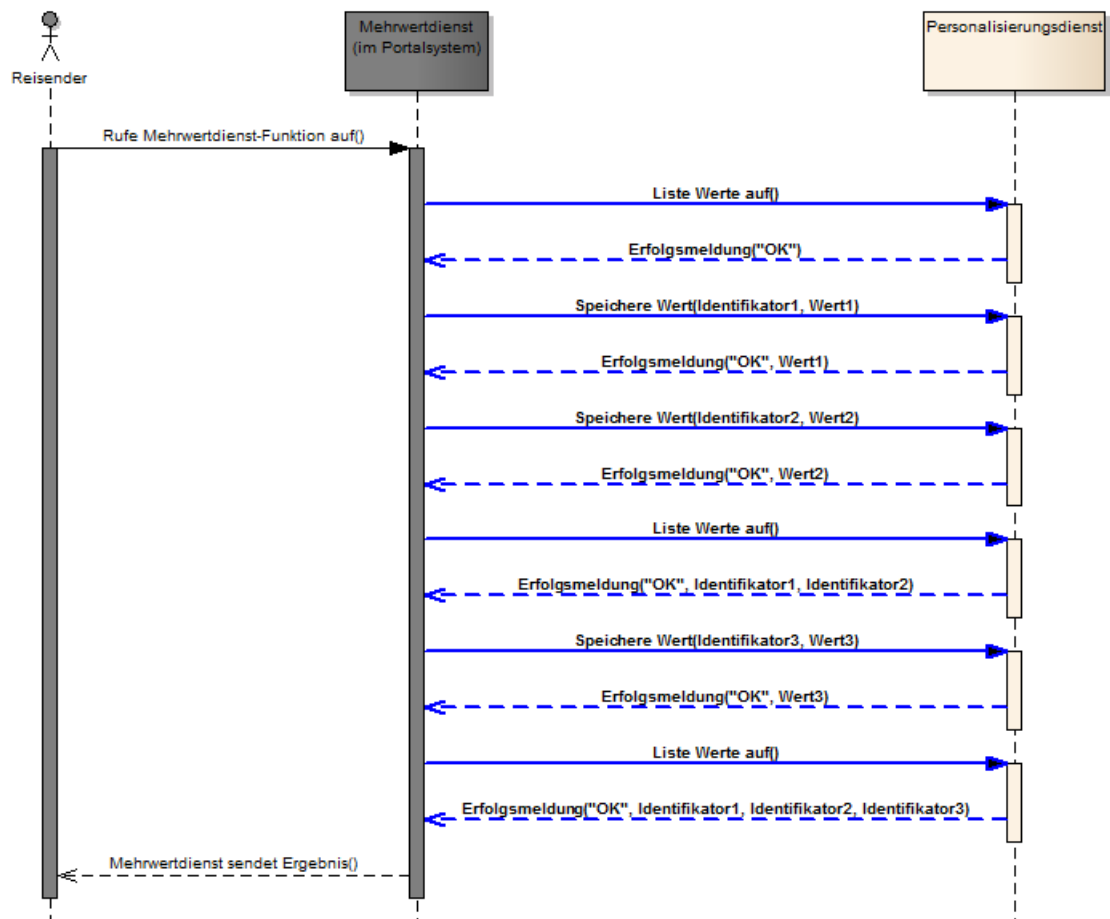 Mehrwertdienst
(im Portalsystem)
Personalisierungsdienst
Reisender
Rufe Mehrwertdienst-Funktion auf()
Liste Werte auf()
Erfolgsmeldung("OK")
Speichere Wert(Identifikator1, Wert1)
Erfolgsmeldung("OK", Wert1)
Speichere Wert(Identifikator2, Wert2)
Erfolgsmeldung("OK", Wert2)
Liste Werte auf()
Erfolgsmeldung("OK", Identifikator1, Identifikator2)
Speichere Wert(Identifikator3, Wert3)
Erfolgsmeldung("OK", Wert3)
Liste Werte auf()
Erfolgsmeldung("OK", Identifikator1, Identifikator2, Identifikator3)
Mehrwertdienst sendet Ergebnis()